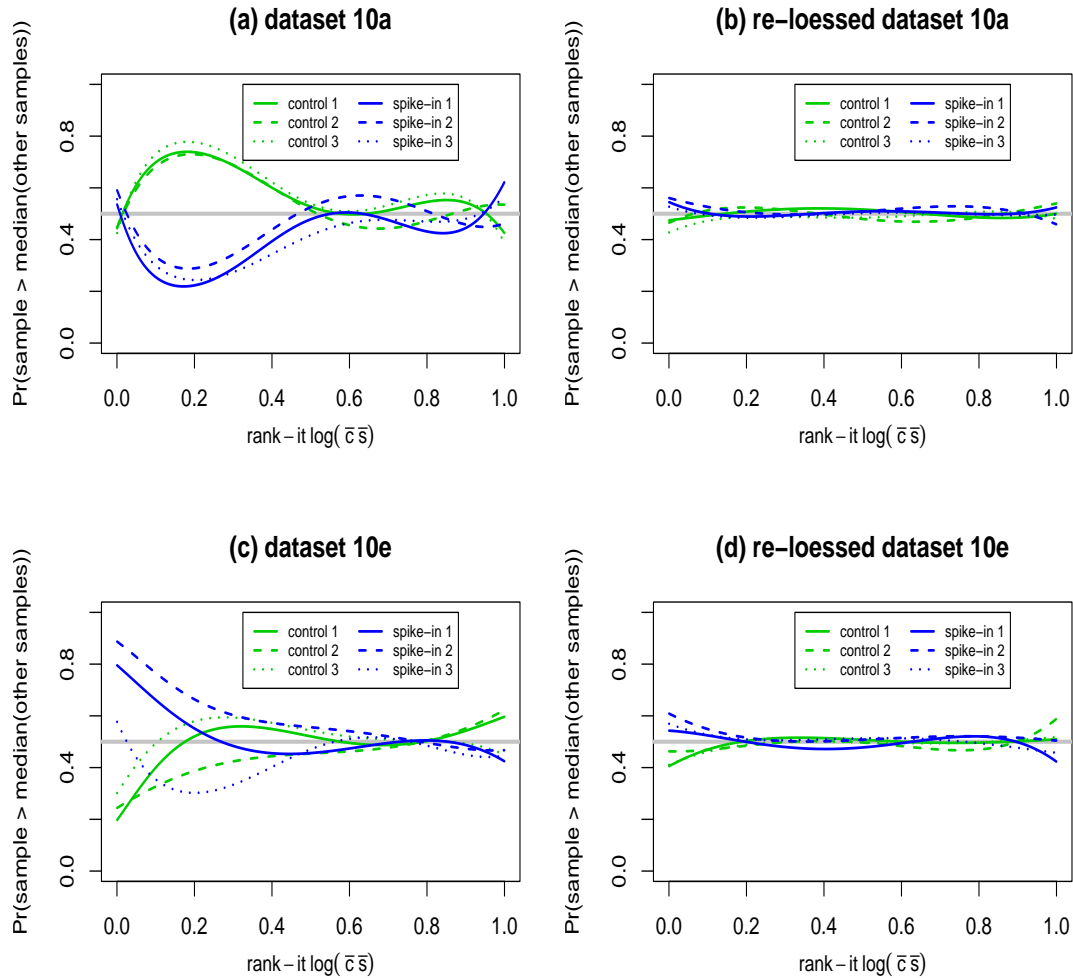 (a) dataset 10a
Pr(sample > median(other samples))
0.0 0.4 0.8
control 1 spike-in 1
control 2 spike-in 2
control 3 spike-in 3
0.0 0.2 0.4 0.6 0.8 1.0
rank-it log( c̅ s̅)
(b) re-loessed dataset 10a
Pr(sample > median(other samples))
0.0 0.4 0.8
control 1 spike-in 1
control 2 spike-in 2
control 3 spike-in 3
0.0 0.2 0.4 0.6 0.8 1.0
rank-it log( c̅ s̅)
(c) dataset 10e
Pr(sample > median(other samples))
0.0 0.4 0.8
control 1 spike-in 1
control 2 spike-in 2
control 3 spike-in 3
0.0 0.2 0.4 0.6 0.8 1.0
rank-it log( c̅ s̅)
(d) re-loessed dataset 10e
Pr(sample > median(other samples))
0.0 0.4 0.8
control 1 spike-in 1
control 2 spike-in 2
control 3 spike-in 3
0.0 0.2 0.4 0.6 0.8 1.0
rank-it log( c̅ s̅)